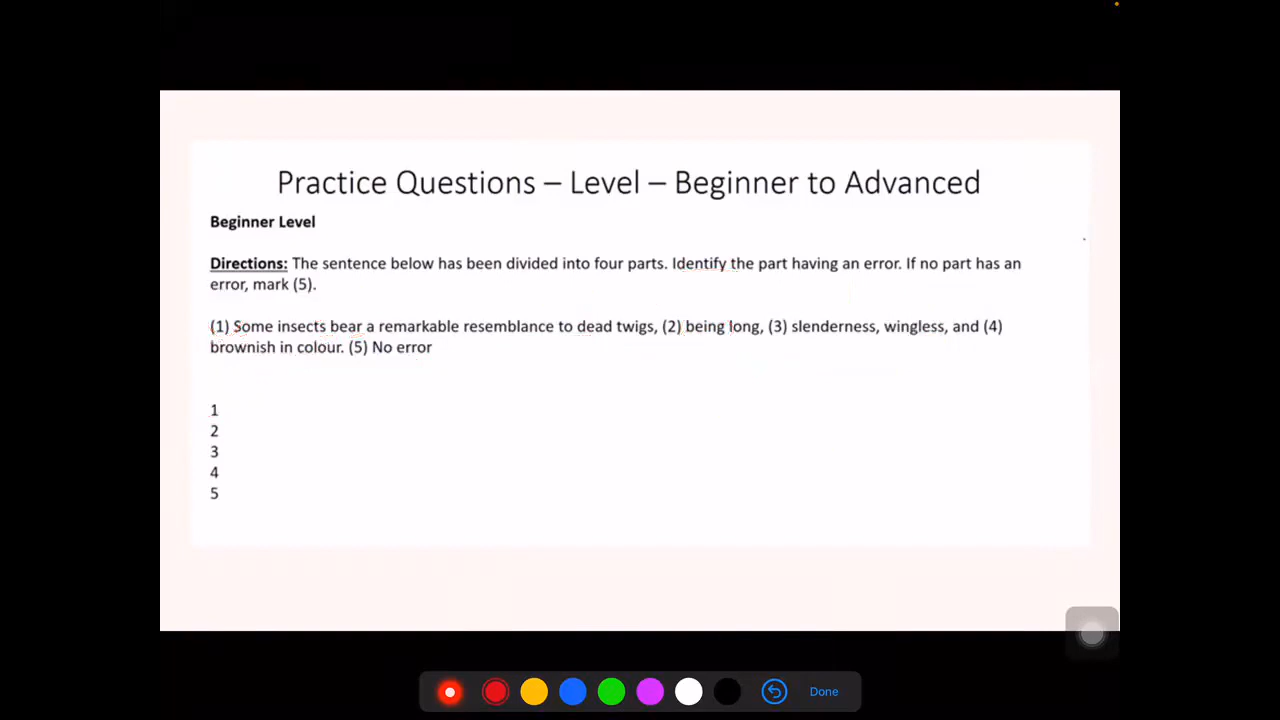 Practice Questions – Level – Beginner to Advanced
Beginner Level
Directions: The sentence below has been divided into four parts. Identify the part having an error. If no part has an
error, mark (5).
(1) Some insects bear a remarkable resemblance to dead twigs, (2) being long, (3) slenderness, wingless, and (4)
brownish in colour. (5) No error
1
2
3
4
5
Done